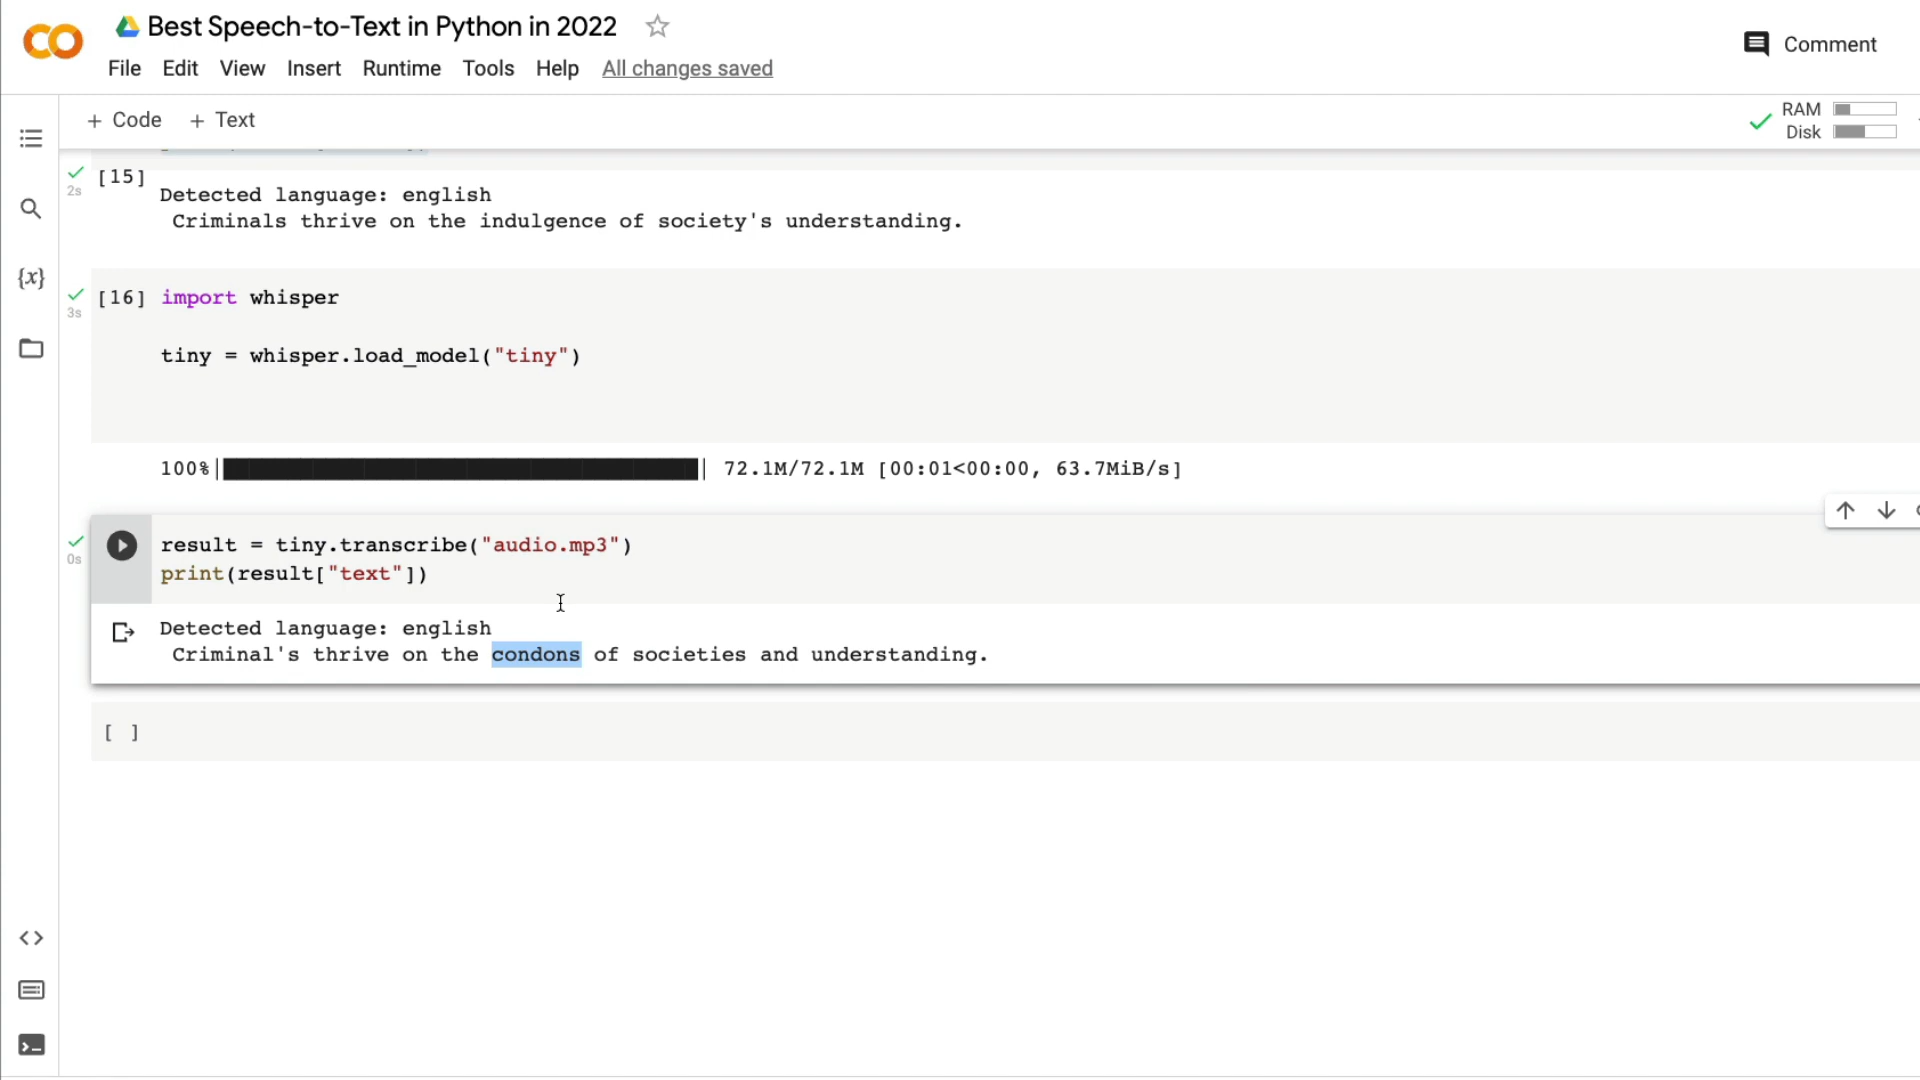 Best Speech-to-Text in Python in 2022
File Edit View Insert Runtime Tools Help All changes saved
Comment
+ Code + Text
RAM
Disk
[15]
2s
Detected language: english
Criminals thrive on the indulgence of society's understanding.
{x}
[16] import whisper
3s
tiny = whisper.load_model("tiny")
100%| | 72.1M/72.1M [00:01<00:00, 63.7MiB/s]
result = tiny.transcribe("audio.mp3")
0s
print(result["text"])
Detected language: english
Criminal's thrive on the condons of societies and understanding.
[ ]